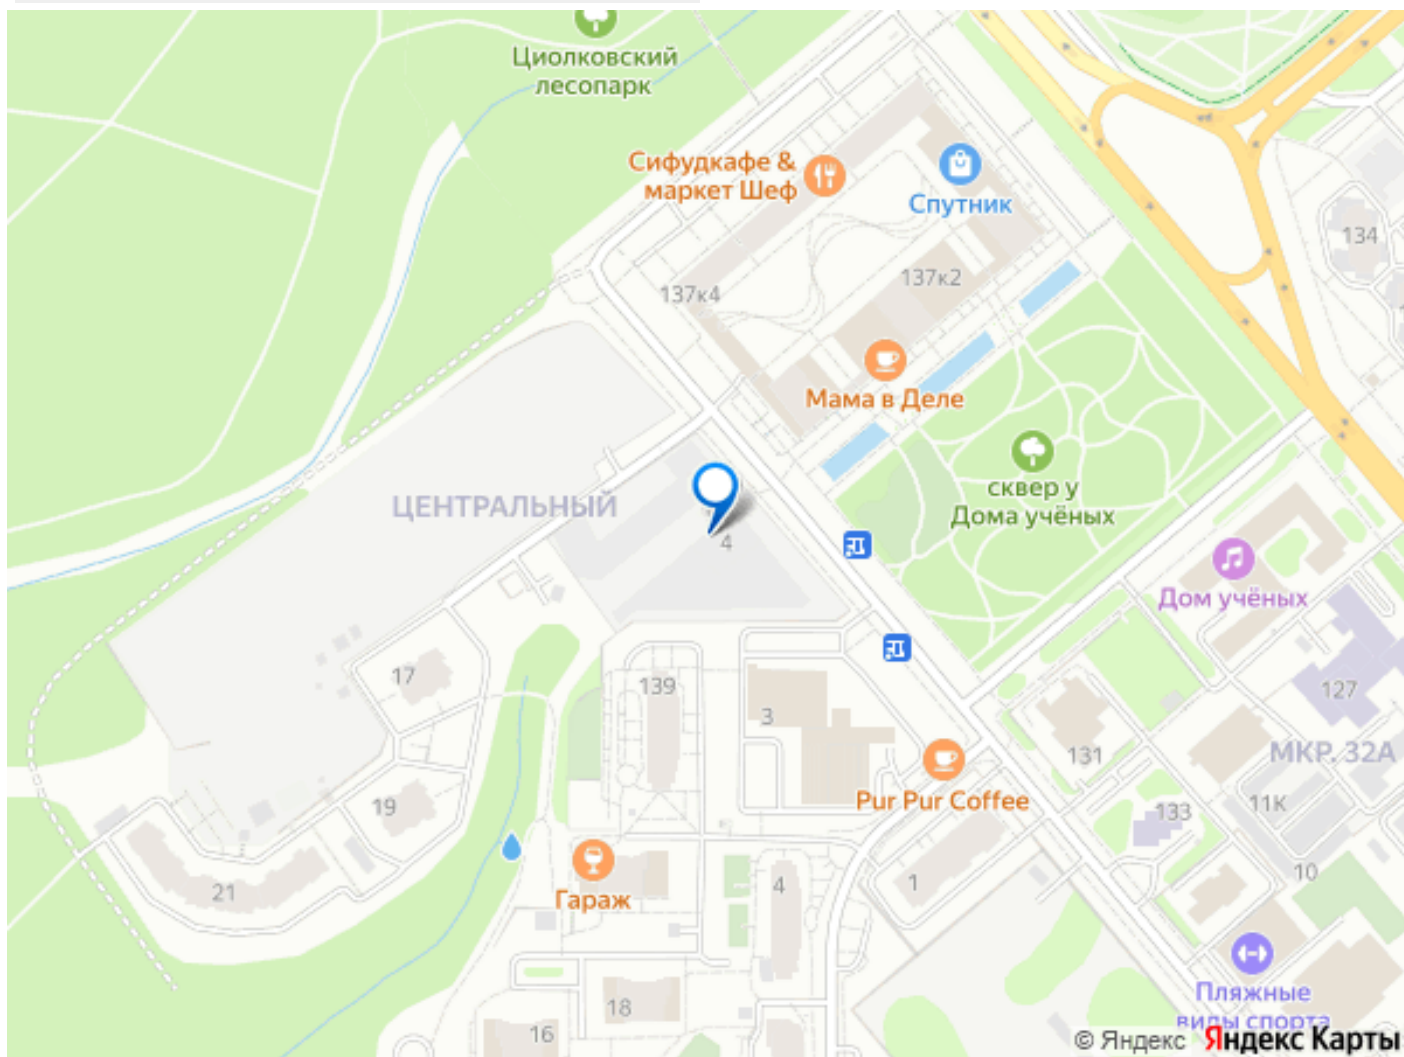 Циолковский
лесопарк
Сифудкафе &
маркет Шеф
Спутник
134
137к2
137к4
Мама в Деле
сквер у
Дома учёных
ЦЕНТРАЛЬНЫЙ
4
Дом учёных
17
139
127
3
131
МКР. 32А
19
Pur Pur Coffee
133
11К
21
Гараж
4
1
10
18
Пляжные
виды спорта
16
© Яндекс Яндекс Карты